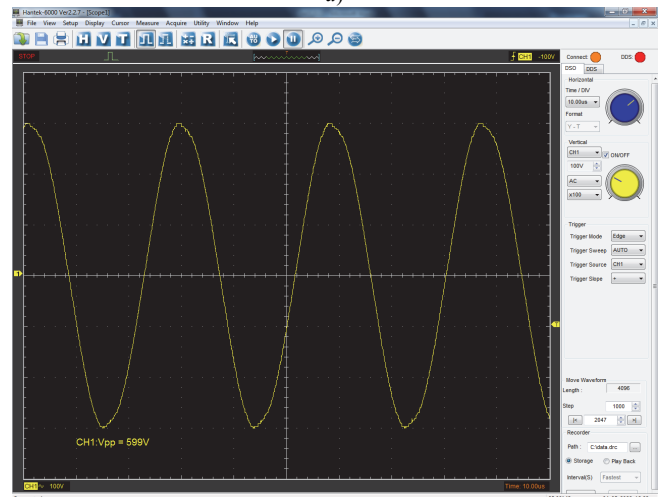 a)
Hantek-6000 Ver2.2.7 - [Scope1]
File View Setup Display Cursor Measure Acquire Utility Window Help
H V T R AUTO
STOP T CH1 -100V
Connect: DDS:
DSO DDS
Horizontal
Time / DIV
10.00us
Format
Y - T
Vertical
CH1 ON/OFF
100V
AC
x100
Trigger
Trigger Mode Edge
Trigger Sweep AUTO
Trigger Source CH1
Trigger Slope +
1
T
Move Waveform
Length : 4096
Step 1000
2047
Recorder
Path : C:\data.drc ...
Storage Play Back
Interval(S) Fastest
CH1:Vpp = 599V
CH1 ~ 100V Time: 10.00us